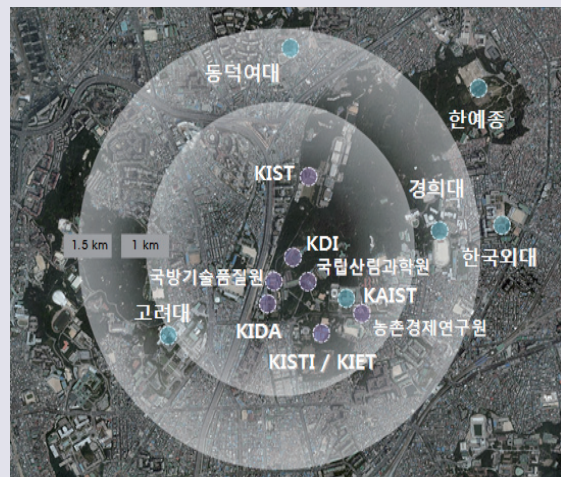 동덕여대
한예종
KIST
경희대
1.5 km
1 km
KDI
한국외대
국방기술품질원
국립산림과학원
고려대
KAIST
KIDA
농촌경제연구원
KISTI / KIET